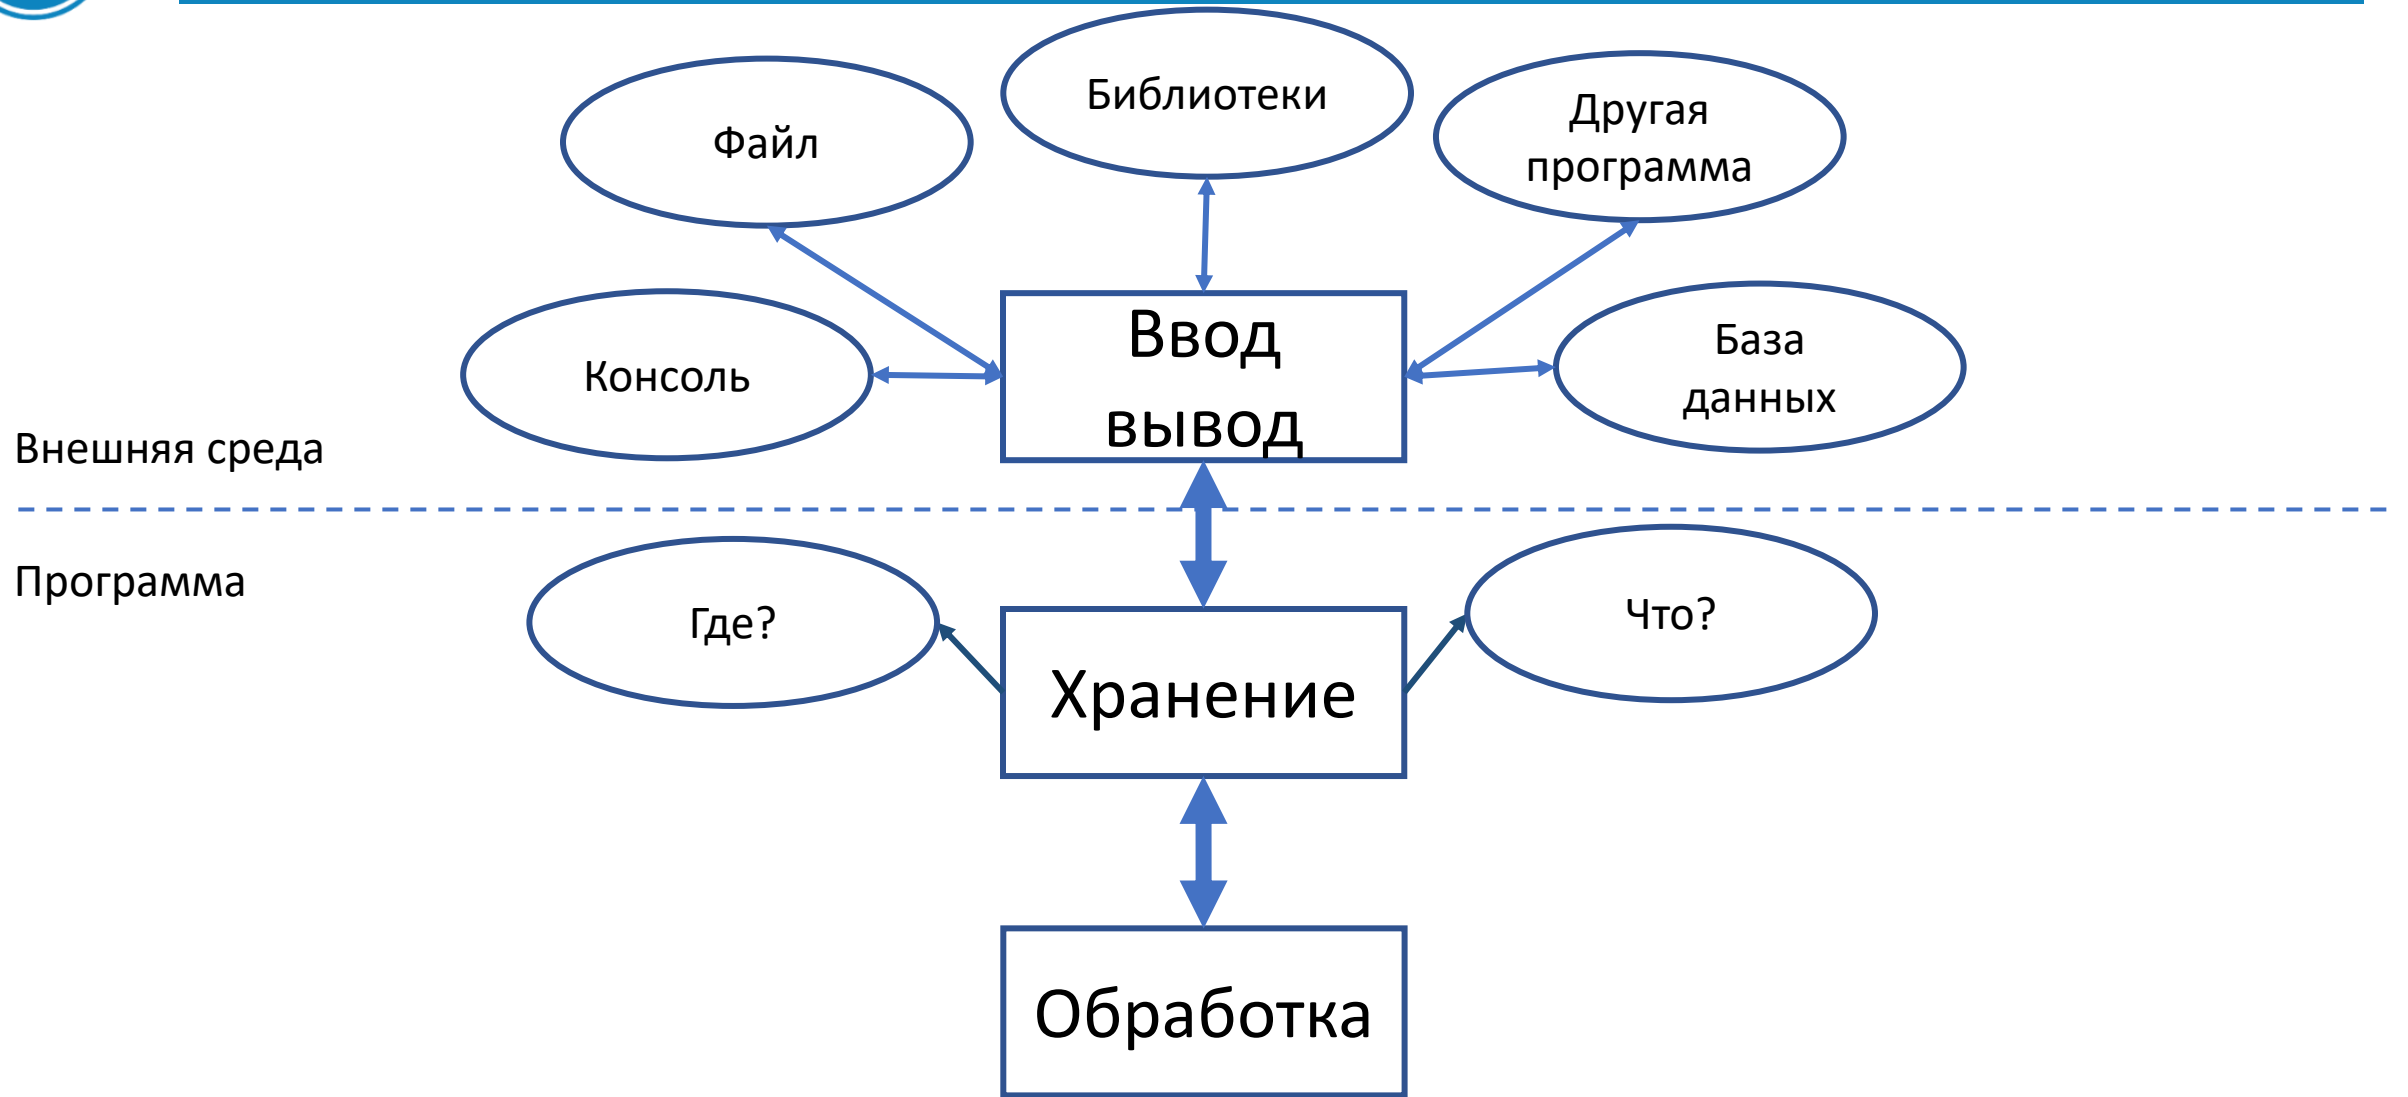 Библиотеки
Файл
Другая
программа
Ввод
вывод
Консоль
База
данных
Внешняя среда
Программа
Где?
Что?
Хранение
Обработка